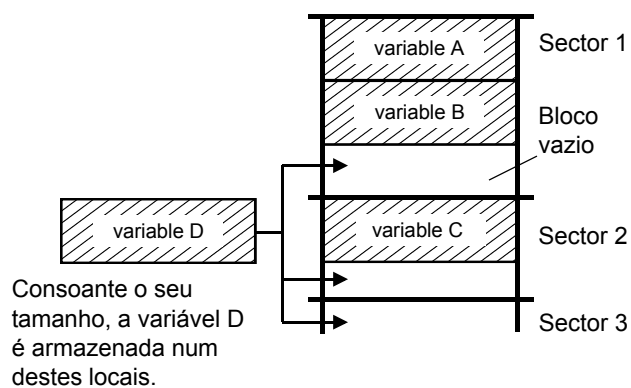 variable A
Sector 1
variable B
Bloco
vazio
variable D
variable C
Sector 2
Consoante o seu
tamanho, a variável D
é armazenada num
destes locais.
Sector 3